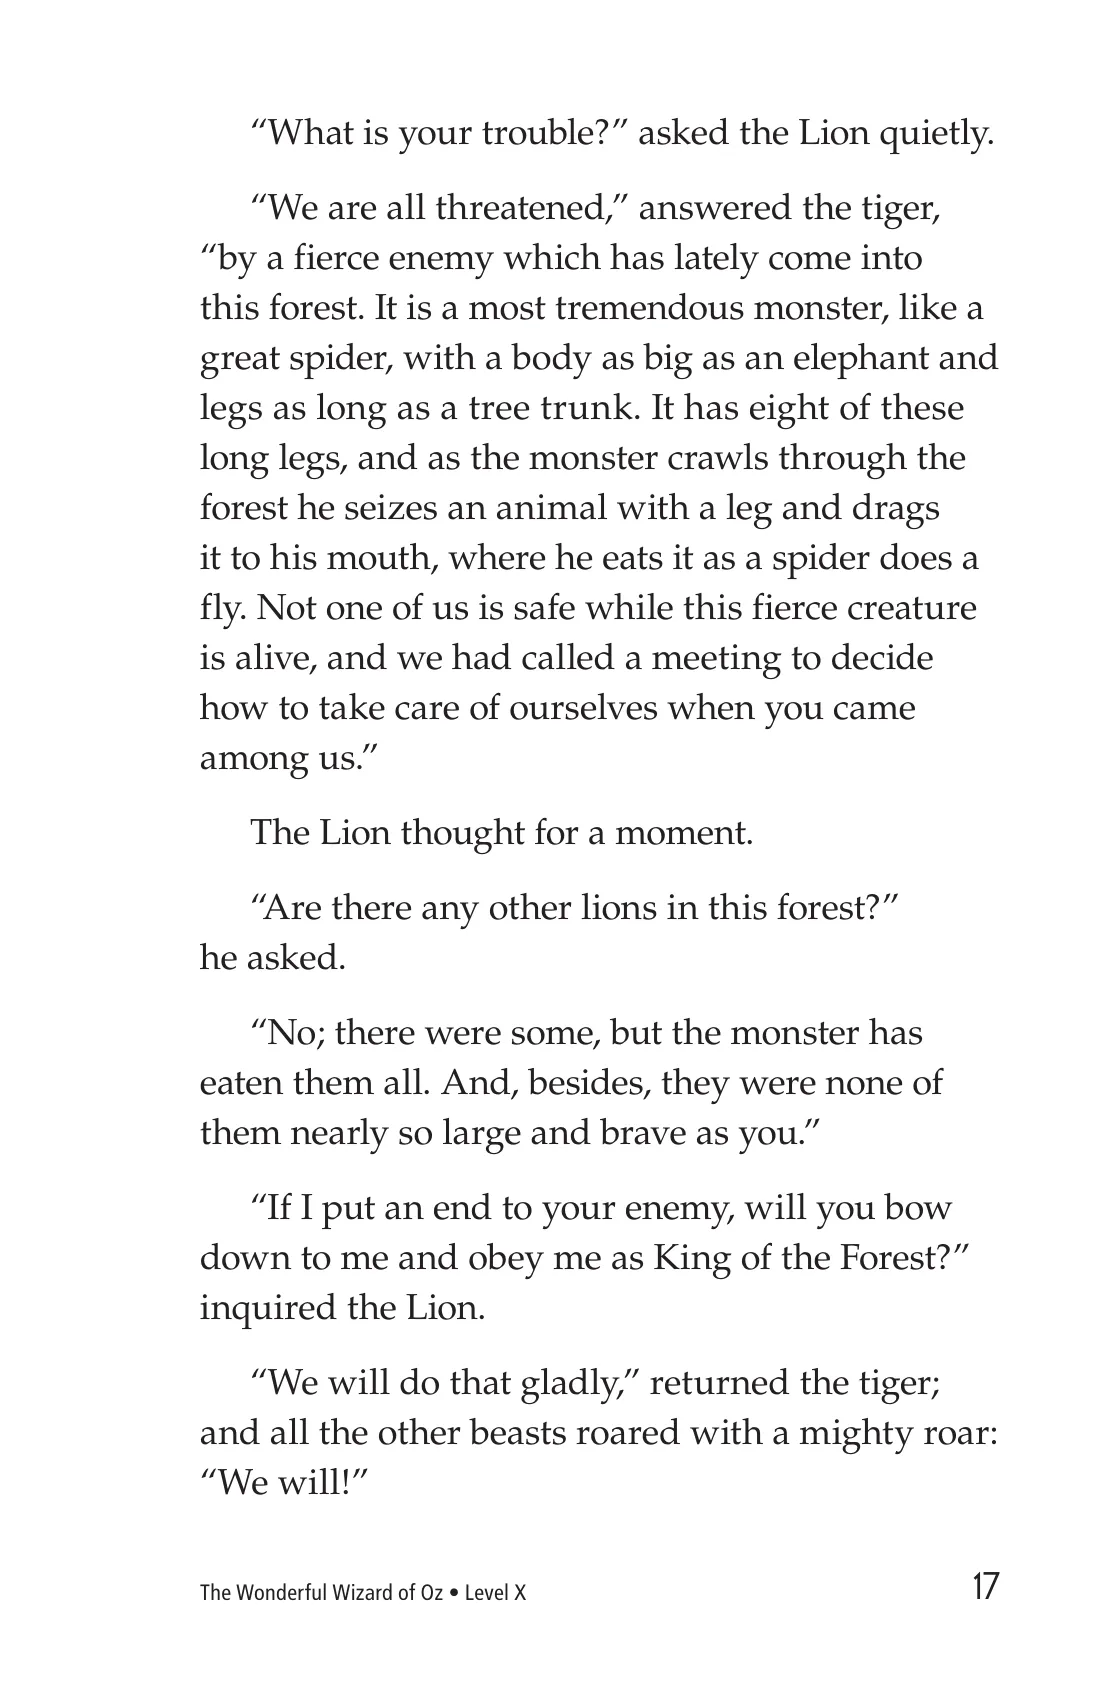 “What is your trouble?” asked the Lion quietly.
“We are all threatened,” answered the tiger,
“by a fierce enemy which has lately come into
this forest. It is a most tremendous monster, like a
great spider, with a body as big as an elephant and
legs as long as a tree trunk. It has eight of these
long legs, and as the monster crawls through the
forest he seizes an animal with a leg and drags
it to his mouth, where he eats it as a spider does a
fly. Not one of us is safe while this fierce creature
is alive, and we had called a meeting to decide
how to take care of ourselves when you came
among us.”
The Lion thought for a moment.
“Are there any other lions in this forest?”
he asked.
“No; there were some, but the monster has
eaten them all. And, besides, they were none of
them nearly so large and brave as you.”
“If I put an end to your enemy, will you bow
down to me and obey me as King of the Forest?”
inquired the Lion.
“We will do that gladly,” returned the tiger;
and all the other beasts roared with a mighty roar:
“We will!”
The Wonderful Wizard of Oz • Level X 17